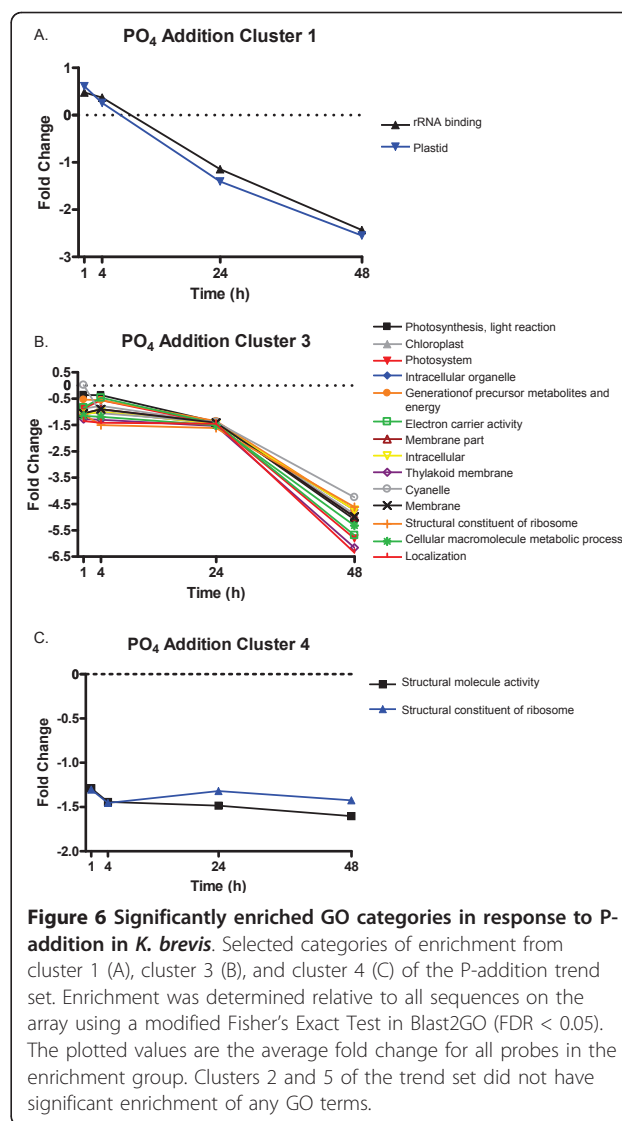 A.
PO4 Addition Cluster 1
1
0
-1
-2
-3
Fold Change
1 4 24 48
Time (h)
rRNA binding
Plastid
B.
PO4 Addition Cluster 3
0.5
0
-0.5
-1.5
-2.5
-3.5
-4.5
-5.5
-6.5
Fold Change
1 4 24 48
Time (h)
Photosynthesis, light reaction
Chloroplast
Photosystem
Intracellular organelle
Generationof precursor metabolites and
energy
Electron carrier activity
Membrane part
Intracellular
Thylakoid membrane
Cyanelle
Membrane
Structural constituent of ribosome
Cellular macromolecule metabolic process
Localization
C.
PO4 Addition Cluster 4
0
-0.5
-1.0
-1.5
-2.0
Fold Change
1 4 24 48
Time (h)
Structural molecule activity
Structural constituent of ribosome
Figure 6 Significantly enriched GO categories in response to P-
addition in K. brevis. Selected categories of enrichment from
cluster 1 (A), cluster 3 (B), and cluster 4 (C) of the P-addition trend
set. Enrichment was determined relative to all sequences on the
array using a modified Fisher's Exact Test in Blast2GO (FDR < 0.05).
The plotted values are the average fold change for all probes in the
enrichment group. Clusters 2 and 5 of the trend set did not have
significant enrichment of any GO terms.